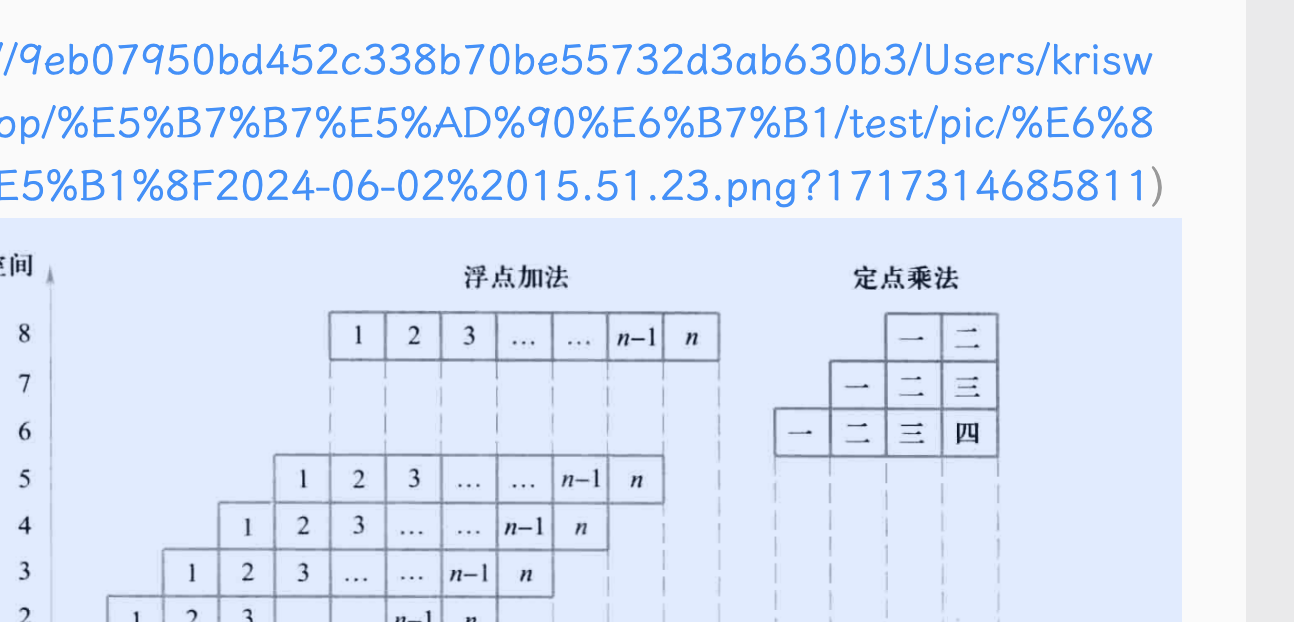 //9eb07950bd452c338b70be55732d3ab630b3/Users/krisw
op/%E5%B7%B7%E5%AD%90%E6%B7%B1/test/pic/%E6%8
E5%B1%8F2024-06-02%2015.51.23.png?1717314685811)
空间 浮点加法 定点乘法
8 1 2 3 … … n−1 n 一 二
7 一 二 三
6 一 二 三 四
5 1 2 3 … … n−1 n
4 1 2 3 … … n−1 n
3 1 2 3 … … n−1 n
2 1 2 3 n−1 n